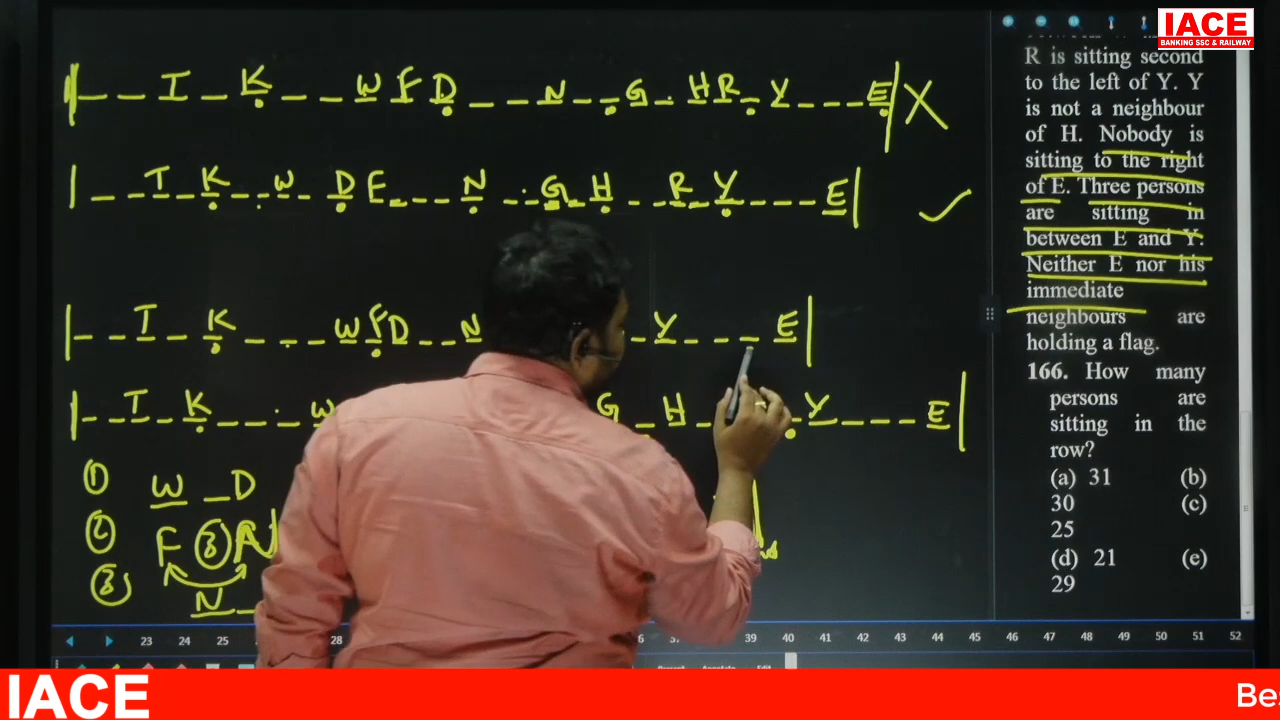 IACE
BANKING SSC & RAILWAY
R is sitting second
to the left of Y. Y
is not a neighbour
of H. Nobody is
sitting to the right
of E. Three persons
are sitting in
between E and Y.
Neither E nor his
immediate
neighbours are
holding a flag.
166. How many
persons are
sitting in the
row?
(a) 31 (b)
30 (c)
25
(d) 21 (e)
29
|_ _ I _ K _ _ W F D _ _ N _ G _ H R _ Y _ _ _ E| X
|_ _ I _ K _ _ W _ D F _ _ _ N _ _ G _ H _ _ R _ Y _ _ _ E| ✓
|_ _ I _ K _ _ _ W F D _ _ N _ Y _ _ _ E|
|_ _ I _ K _ _ W G _ H _ _ Y _ _ _ E|
① W _ D
② F ③ N
③ N _
23 24 25 28 39 40 41 42 43 44 45 46 47 48 49 50 51 52
IACE
Bes